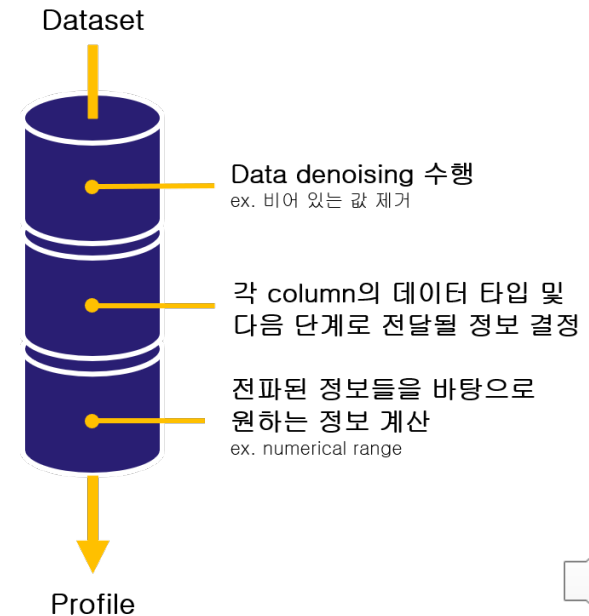 Dataset
Data denoising 수행
ex. 비어 있는 값 제거
각 column의 데이터 타입 및
다음 단계로 전달될 정보 결정
전파된 정보들을 바탕으로
원하는 정보 계산
ex. numerical range
Profile